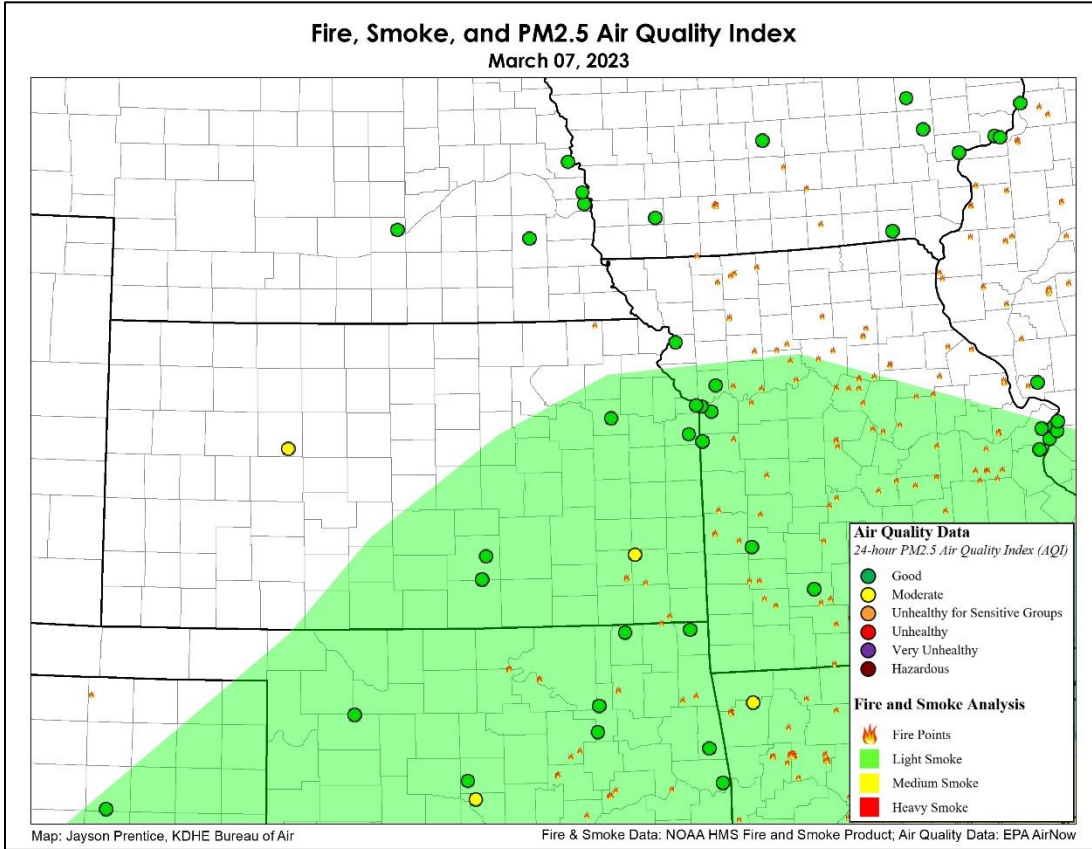 Fire, Smoke, and PM2.5 Air Quality Index
March 07, 2023
Air Quality Data
24-hour PM2.5 Air Quality Index (AQI)
Good
Moderate
Unhealthy for Sensitive Groups
Unhealthy
Very Unhealthy
Hazardous
Fire and Smoke Analysis
Fire Points
Light Smoke
Medium Smoke
Heavy Smoke
Map: Jayson Prentice, KDHE Bureau of Air
Fire & Smoke Data: NOAA HMS Fire and Smoke Product; Air Quality Data: EPA AirNow